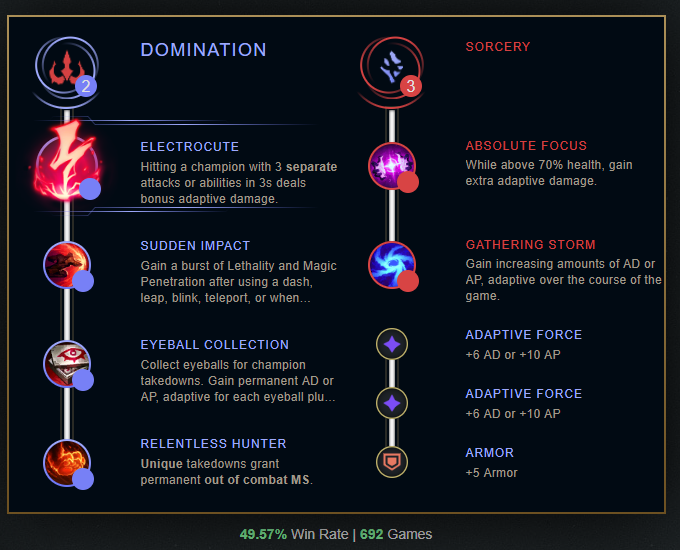 DOMINATION
2
ELECTROCUTE
Hitting a champion with 3 separate
attacks or abilities in 3s deals
bonus adaptive damage.
SUDDEN IMPACT
Gain a burst of Lethality and Magic
Penetration after using a dash,
leap, blink, teleport, or when...
EYEBALL COLLECTION
Collect eyeballs for champion
takedowns. Gain permanent AD or
AP, adaptive for each eyeball plu...
RELENTLESS HUNTER
Unique takedowns grant
permanent out of combat MS.
SORCERY
3
ABSOLUTE FOCUS
While above 70% health, gain
extra adaptive damage.
GATHERING STORM
Gain increasing amounts of AD or
AP, adaptive over the course of the
game.
ADAPTIVE FORCE
+6 AD or +10 AP
ADAPTIVE FORCE
+6 AD or +10 AP
ARMOR
+5 Armor
49.57% Win Rate | 692 Games